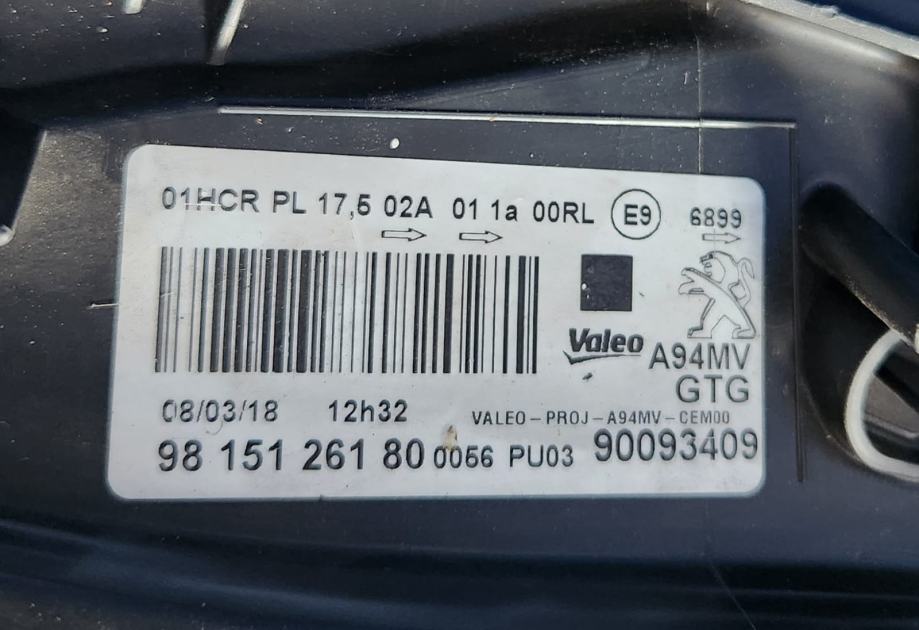 01HCR PL 17,5 02A 01 1a 00RL E9 6899
Valeo
A94MV
GTG
08/03/18 12h32 VALEO-PROJ-A94MV-CEM00
98 151 261 80 0056 PU03 90093409